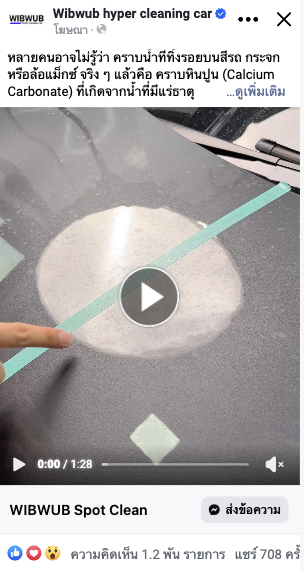 WIBWUB
Wibwub hyper cleaning car
โฆษณา ·
หลายคนอาจไม่รู้ว่า คราบน้ำที่ทิ้งรอยบนสีรถ กระจก
หรือล้อแม็กซ์ จริง ๆ แล้วคือ คราบหินปูน (Calcium
Carbonate) ที่เกิดจากน้ำที่มีแร่ธาตุ ...ดูเพิ่มเติม
0:00 / 1:28
WIBWUB Spot Clean
ส่งข้อความ
ความคิดเห็น 1.2 พัน รายการ แชร์ 708 ครั้